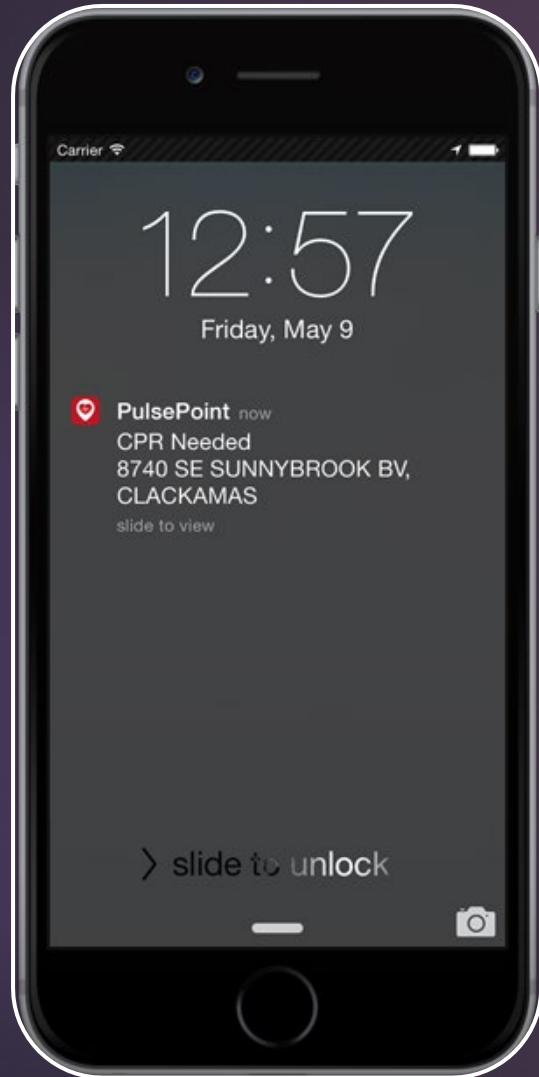 Carrier
12:57
Friday, May 9
PulsePoint now
CPR Needed
8740 SE SUNNYBROOK BV,
CLACKAMAS
slide to view
slide to unlock